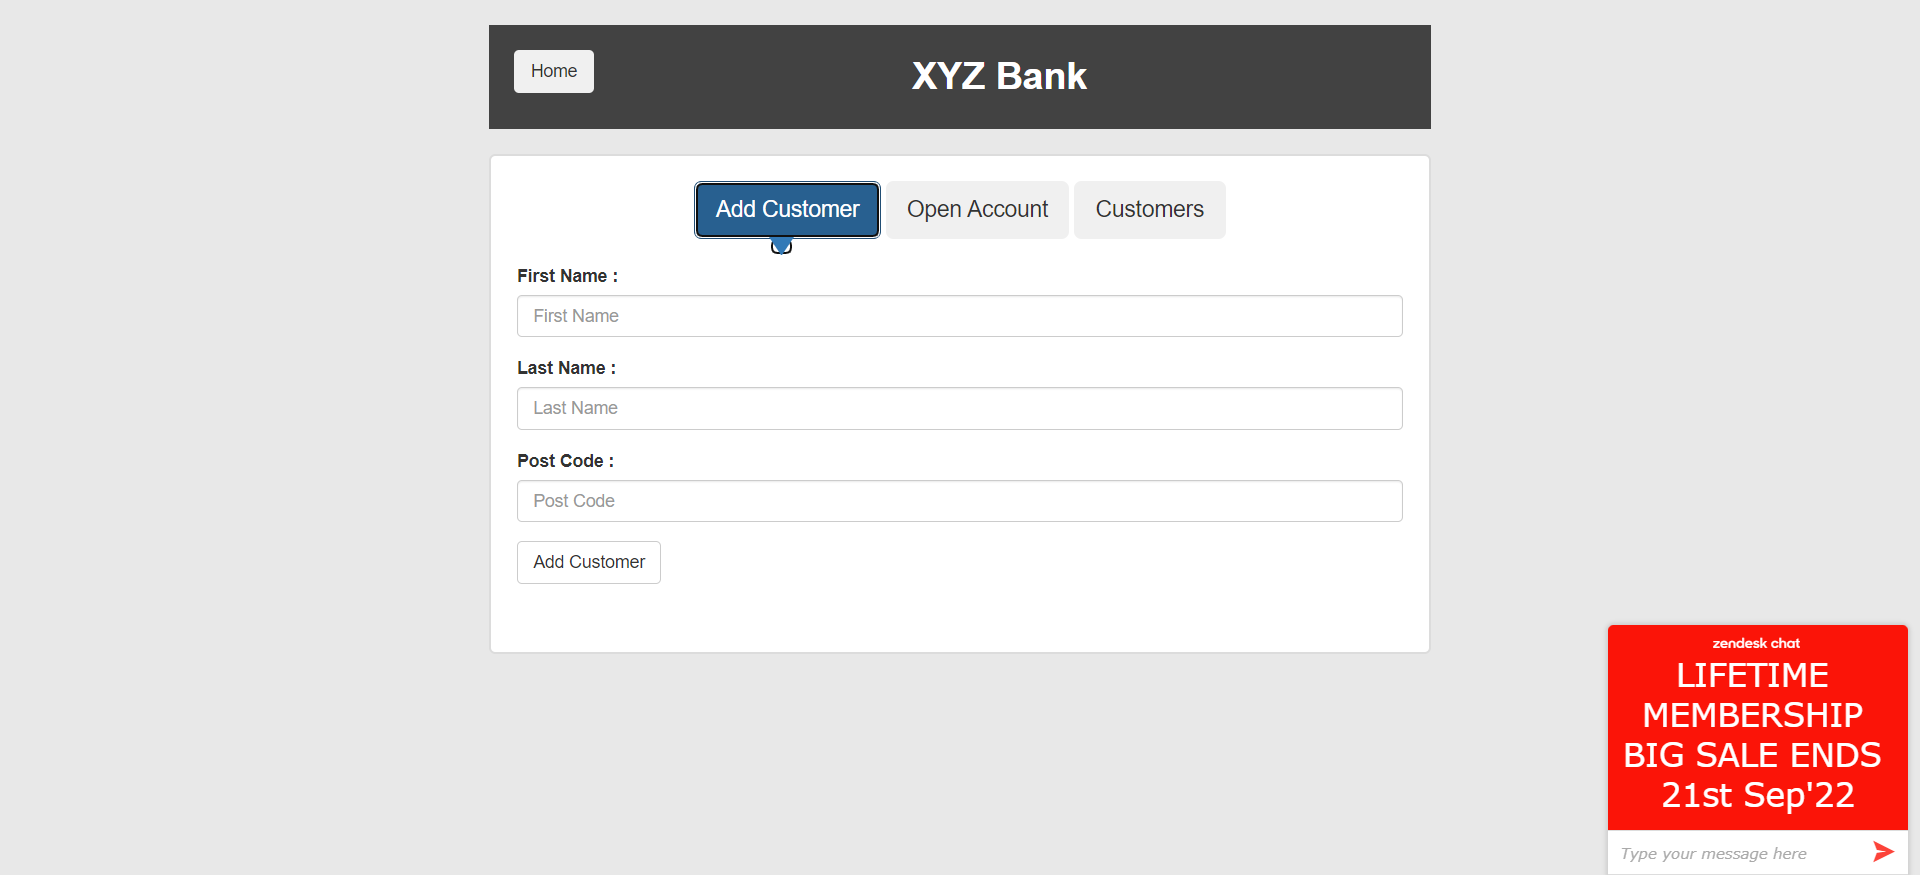 Home
XYZ Bank
Add Customer
Open Account
Customers
First Name :
First Name
Last Name :
Last Name
Post Code :
Post Code
Add Customer
zendesk chat
LIFETIME
MEMBERSHIP
BIG SALE ENDS
21st Sep'22
Type your message here